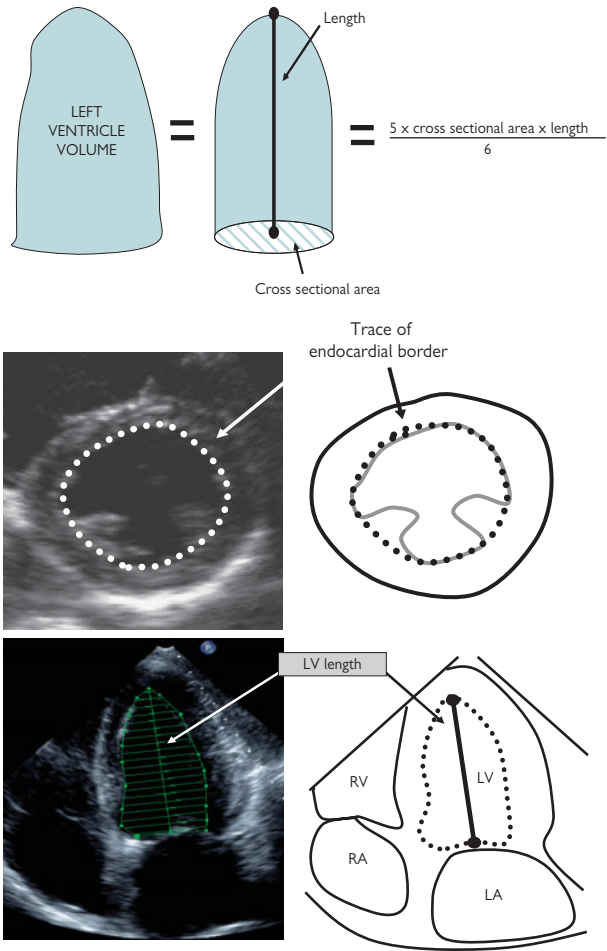 Length
LEFT
VENTRICLE
VOLUME
=
=
5 x cross sectional area x length
6
Cross sectional area
Trace of
endocardial border
LV length
RV
LV
RA
LA